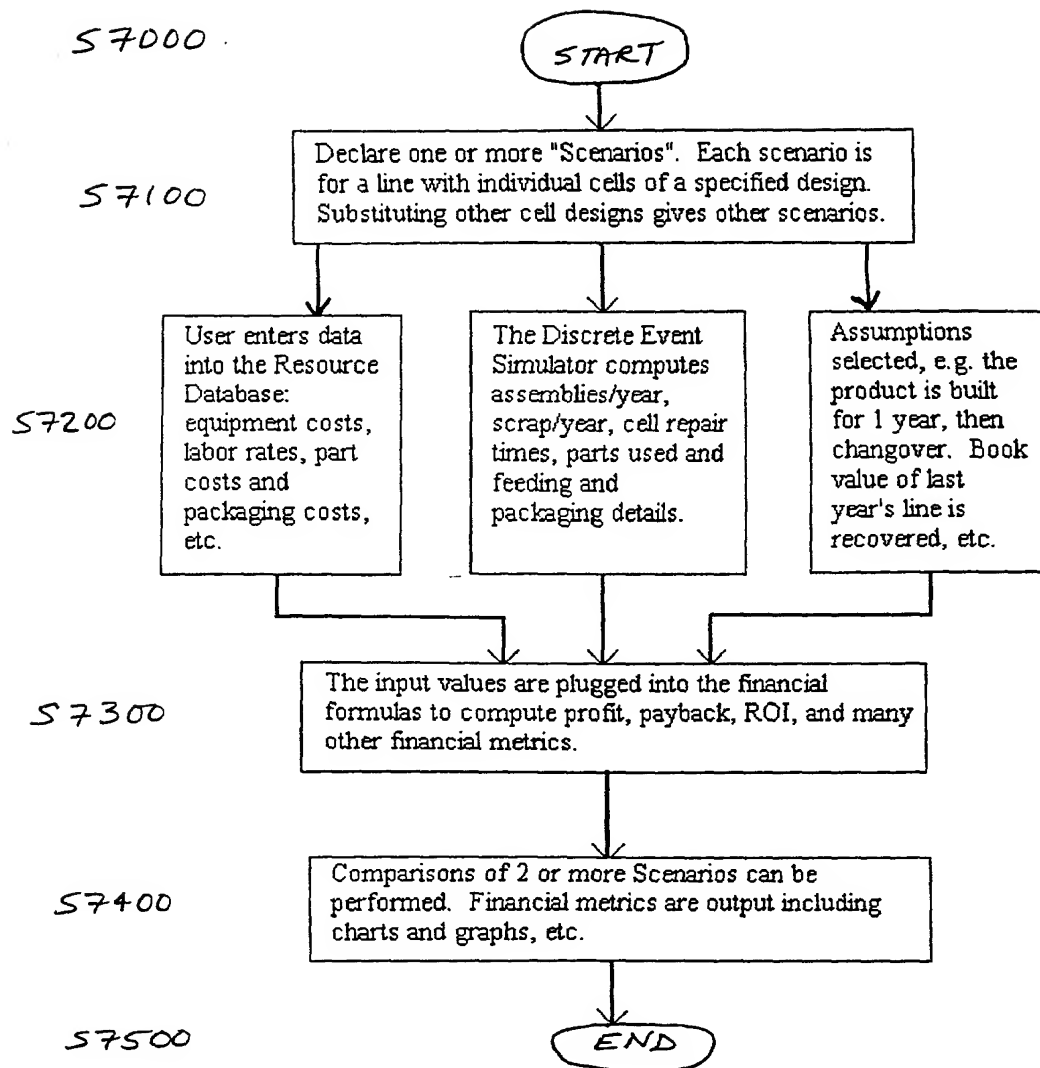 S7000
START
S7100
Declare one or more "Scenarios". Each scenario is
for a line with individual cells of a specified design.
Substituting other cell designs gives other scenarios.
S7200
User enters data
into the Resource
Database:
equipment costs,
labor rates, part
costs and
packaging costs,
etc.
The Discrete Event
Simulator computes
assemblies/year,
scrap/year, cell repair
times, parts used and
feeding and
packaging details.
Assumptions
selected, e.g. the
product is built
for 1 year, then
changover. Book
value of last
year's line is
recovered, etc.
S7300
The input values are plugged into the financial
formulas to compute profit, payback, ROI, and many
other financial metrics.
S7400
Comparisons of 2 or more Scenarios can be
performed. Financial metrics are output including
charts and graphs, etc.
S7500
END